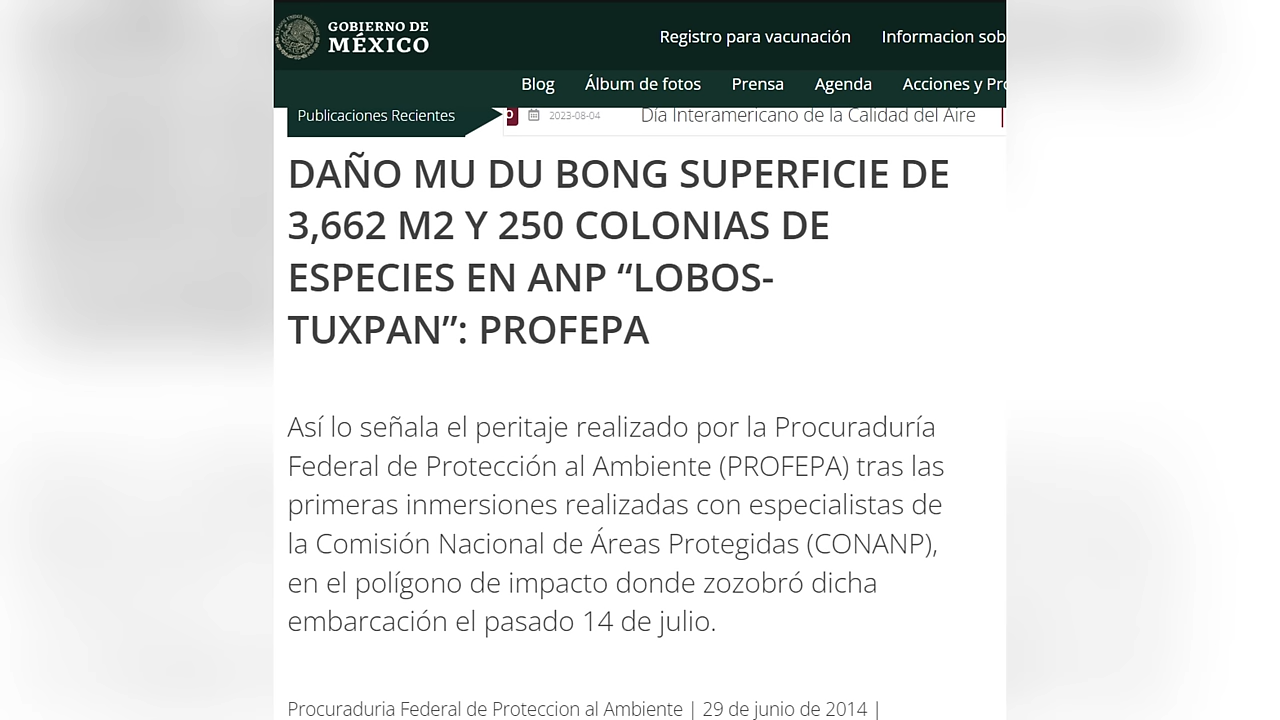 GOBIERNO DE
MÉXICO
Registro para vacunación Informacion sob
Blog Álbum de fotos Prensa Agenda Acciones y Pro
Publicaciones Recientes 2023-08-04 Día Interamericano de la Calidad del Aire
DAÑO MU DU BONG SUPERFICIE DE
3,662 M2 Y 250 COLONIAS DE
ESPECIES EN ANP “LOBOS-
TUXPAN”: PROFEPA
Así lo señala el peritaje realizado por la Procuraduría
Federal de Protección al Ambiente (PROFEPA) tras las
primeras inmersiones realizadas con especialistas de
la Comisión Nacional de Áreas Protegidas (CONANP),
en el polígono de impacto donde zozobró dicha
embarcación el pasado 14 de julio.
Procuraduria Federal de Proteccion al Ambiente | 29 de junio de 2014 |